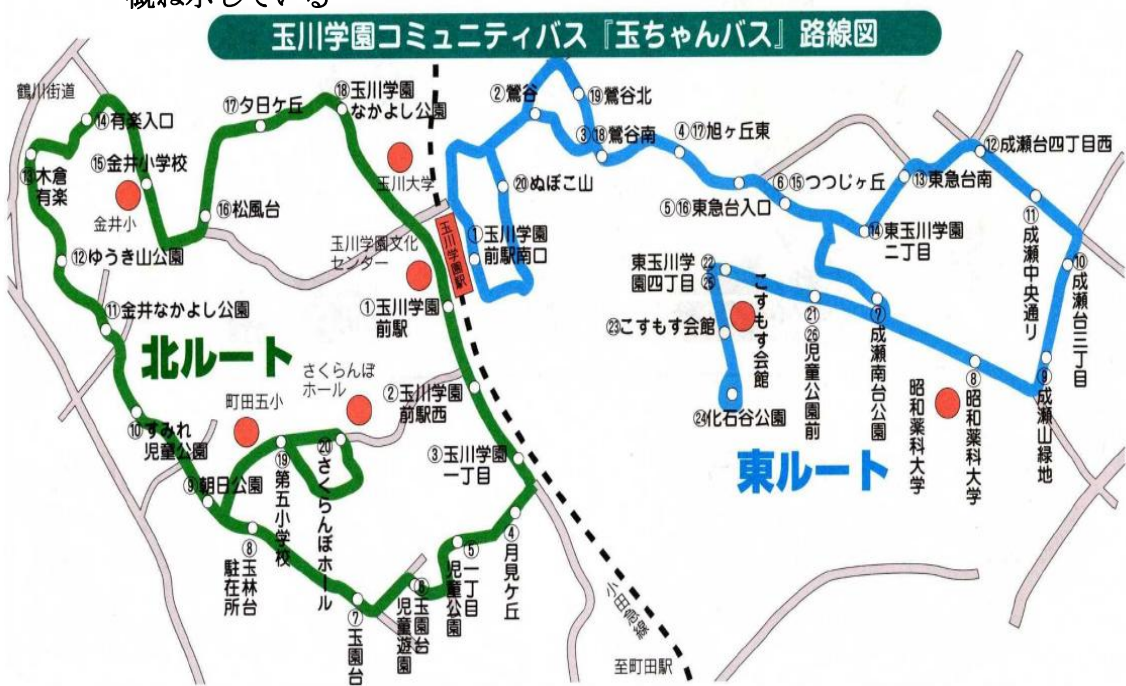 概ね示している
玉川学園コミュニティバス『玉ちゃんバス』路線図
鶴川街道
⑭有楽入口
⑬木倉
有楽
⑮金井小学校
金井小
⑯松風台
⑰夕日ケ丘
⑱玉川学園
なかよし公園
玉川大学
玉川学園文化
センター
玉川学園駅
①玉川学園
前駅
⑫ゆうき山公園
⑪金井なかよし公園
北ルート
さくらんぼ
ホール
町田五小
②玉川学園
前駅西
⑩すみれ
児童公園
⑨朝日公園
⑲第五小学校
⑳さくらんぼホール
③玉川学園
一丁目
④月見ケ丘
⑤一丁目
児童公園
⑥玉園台
児童遊園
⑦玉園台
⑧玉林台
駐在所
小田急線
至町田駅
②鶯谷
⑲鶯谷北
③⑱鶯谷南
④⑰旭ヶ丘東
⑳ぬぼこ山
①玉川学園
前駅南口
⑥⑮つつじヶ丘
⑤⑯東急台入口
⑫成瀬台四丁目西
⑬東急台南
⑭東玉川学園
二丁目
⑪成瀬中央通り
⑩成瀬台三丁目
東玉川学㉒
園四丁目㉕
㉓こすもす会館
こすもす会館
㉔化石谷公園
㉑㉖児童公園前
⑦成瀬南台公園
⑧昭和薬科大学
昭和薬科大学
⑨成瀬山緑地
東ルート